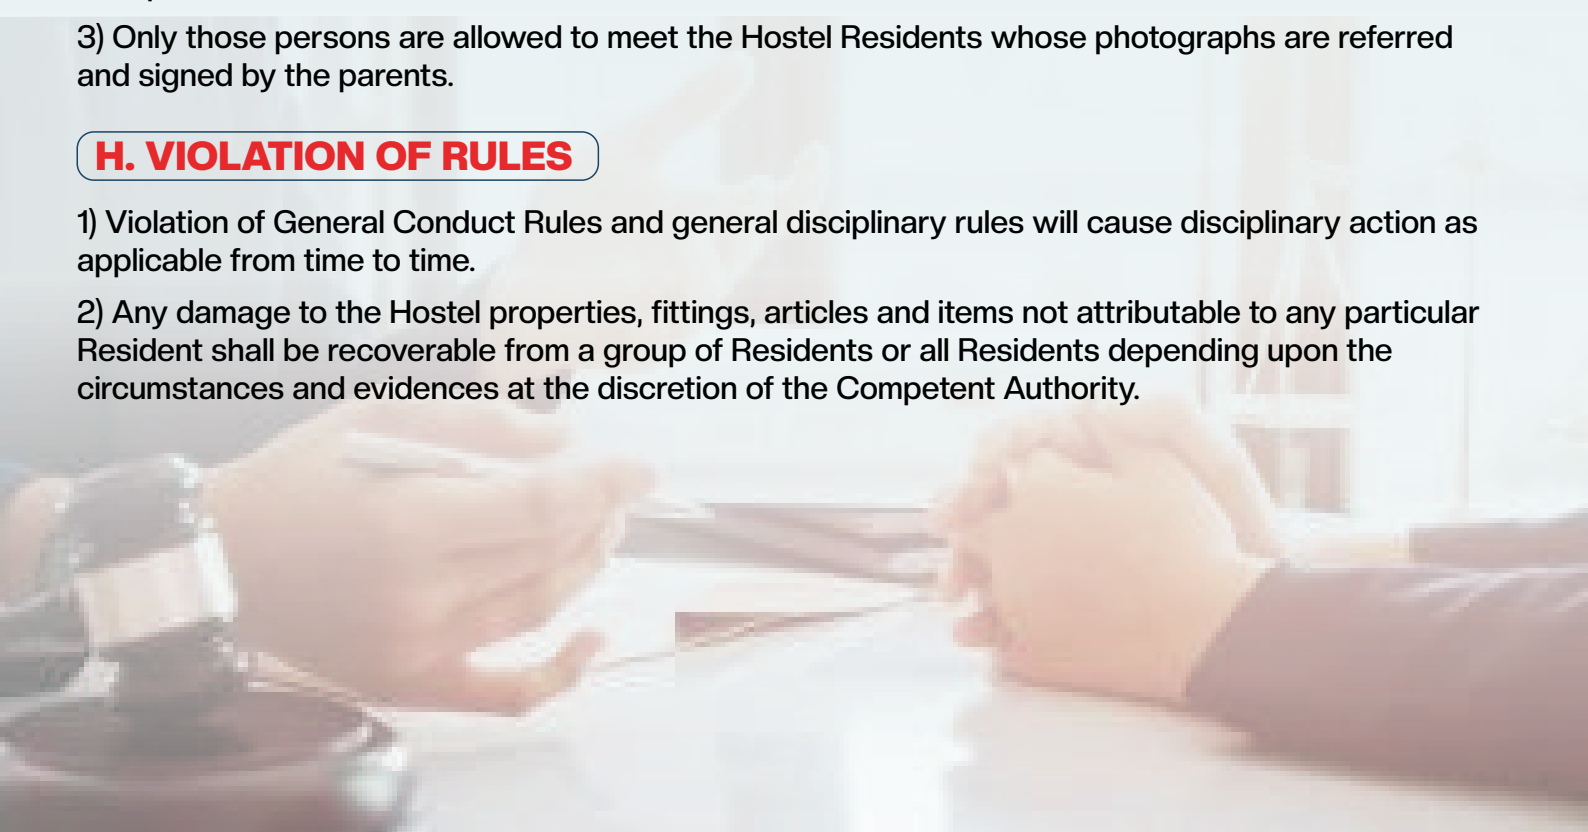 3) Only those persons are allowed to meet the Hostel Residents whose photographs are referred
and signed by the parents.
H. VIOLATION OF RULES
1) Violation of General Conduct Rules and general disciplinary rules will cause disciplinary action as
applicable from time to time.
2) Any damage to the Hostel properties, fittings, articles and items not attributable to any particular
Resident shall be recoverable from a group of Residents or all Residents depending upon the
circumstances and evidences at the discretion of the Competent Authority.